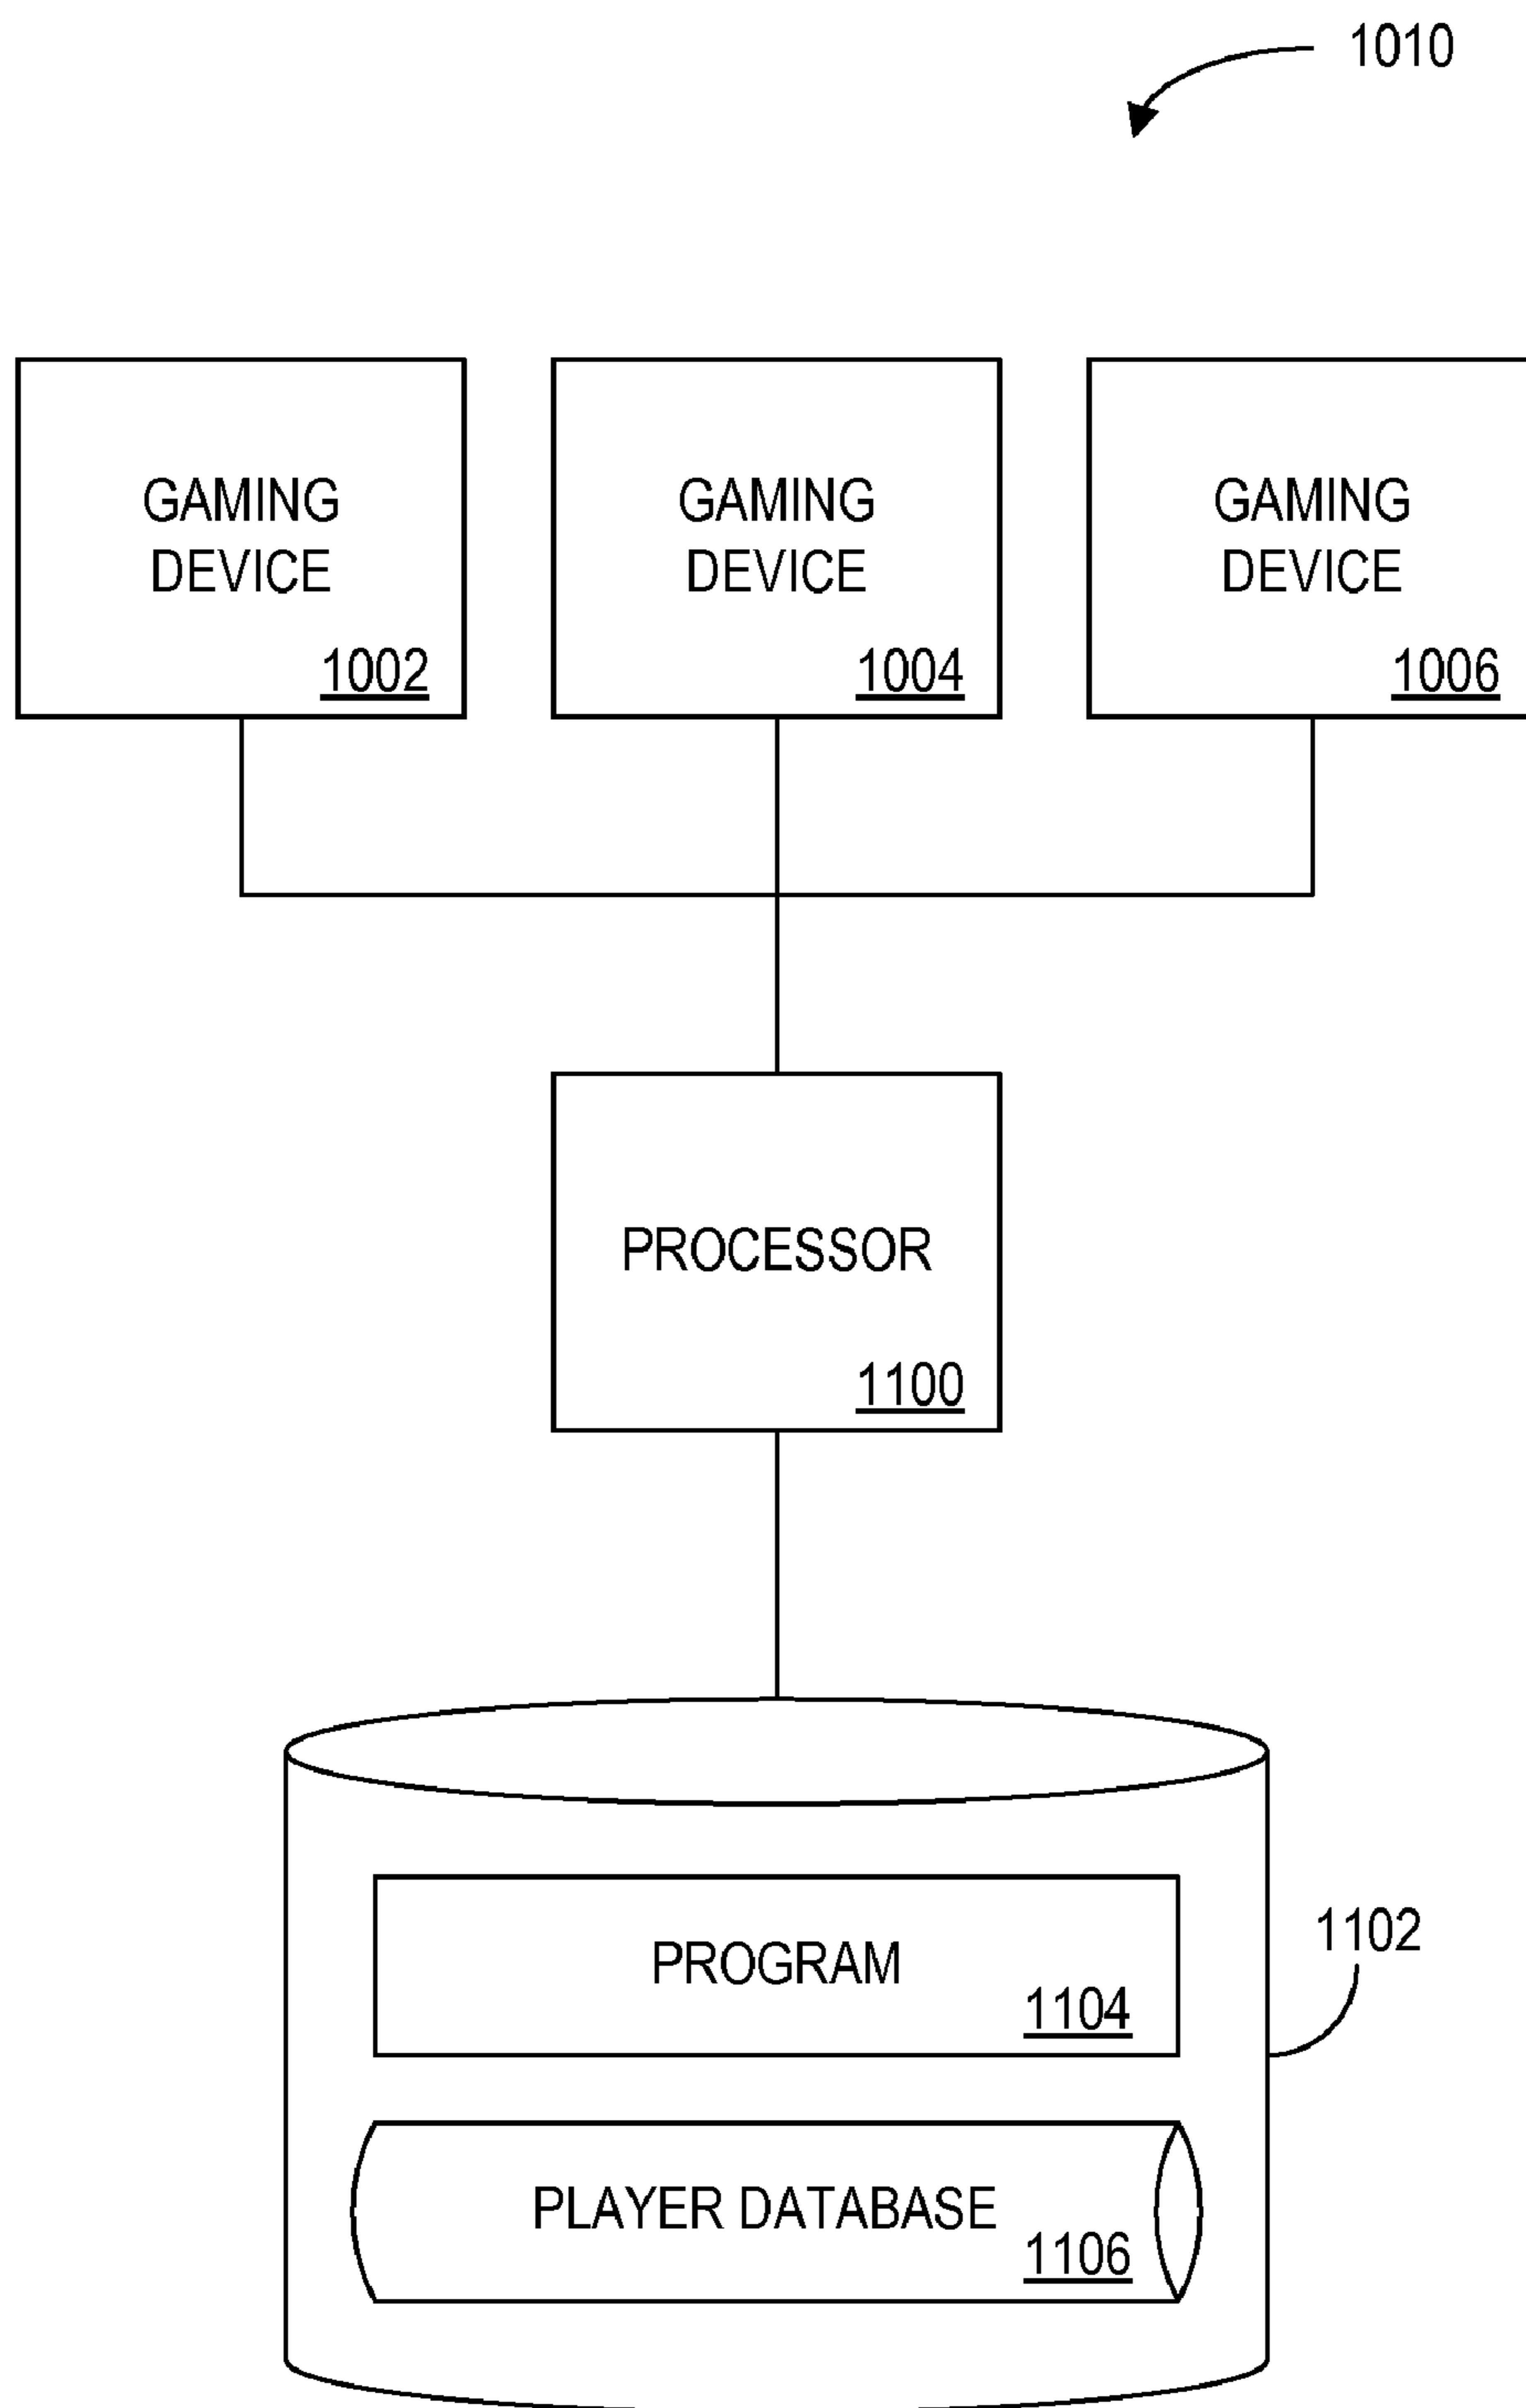 1010
GAMING
DEVICE
1002
GAMING
DEVICE
1004
GAMING
DEVICE
1006
PROCESSOR
1100
PROGRAM
1104
1102
PLAYER DATABASE
1106